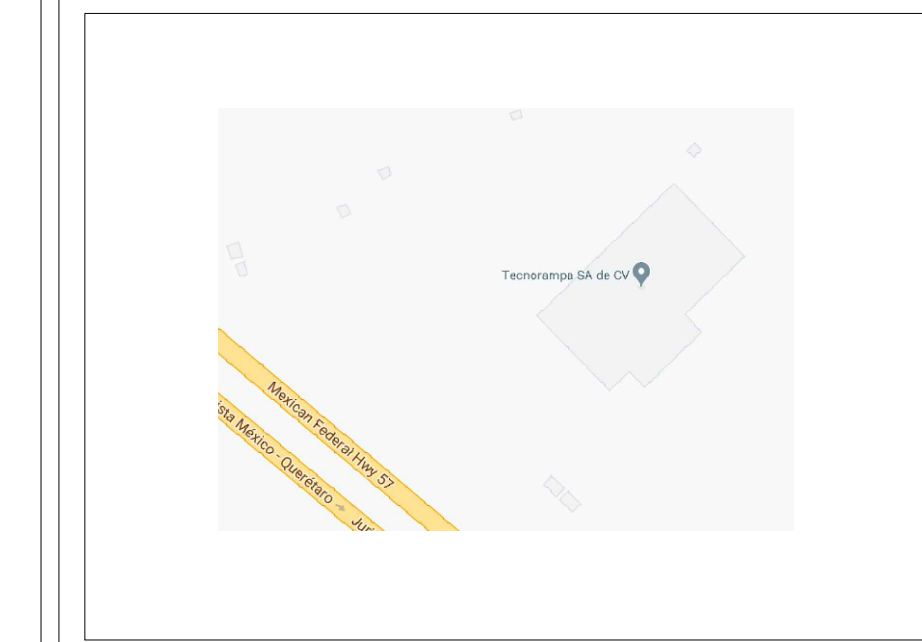 Tecnorampa SA de CV
Mexican Federal Hwy 57
ista México - Querétaro